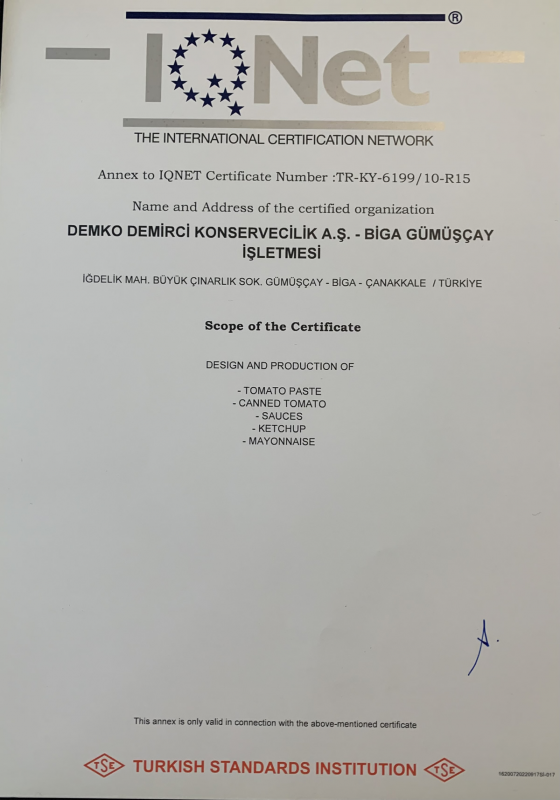 IQNet ®
THE INTERNATIONAL CERTIFICATION NETWORK
Annex to IQNET Certificate Number :TR-KY-6199/10-R15
Name and Address of the certified organization
DEMKO DEMİRCİ KONSERVECİLİK A.Ş. - BİGA GÜMÜŞÇAY
İŞLETMESİ
İĞDELİK MAH. BÜYÜK ÇINARLIK SOK. GÜMÜŞÇAY - BİGA - ÇANAKKALE / TÜRKİYE
Scope of the Certificate
DESIGN AND PRODUCTION OF
- TOMATO PASTE
- CANNED TOMATO
- SAUCES
- KETCHUP
- MAYONNAISE
This annex is only valid in connection with the above-mentioned certificate
TSE TURKISH STANDARDS INSTITUTION TSE